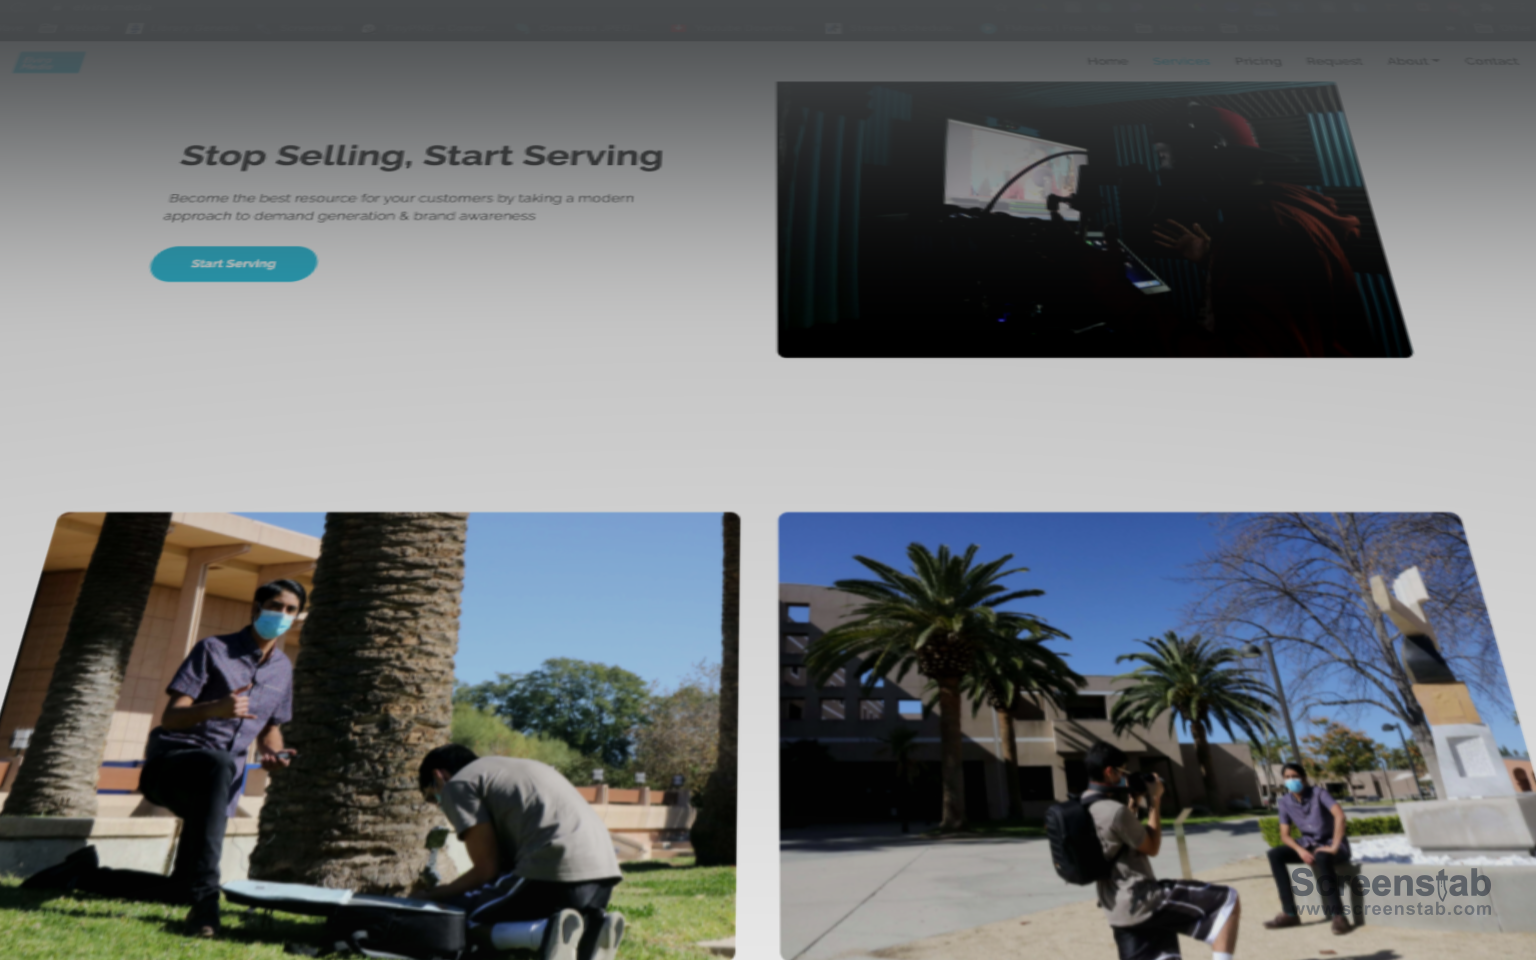 Home Services Pricing Request About Contact
Stop Selling, Start Serving
Become the best resource for your customers by taking a modern
approach to demand generation & brand awareness
Start Serving
Screenstab
www.screenstab.com